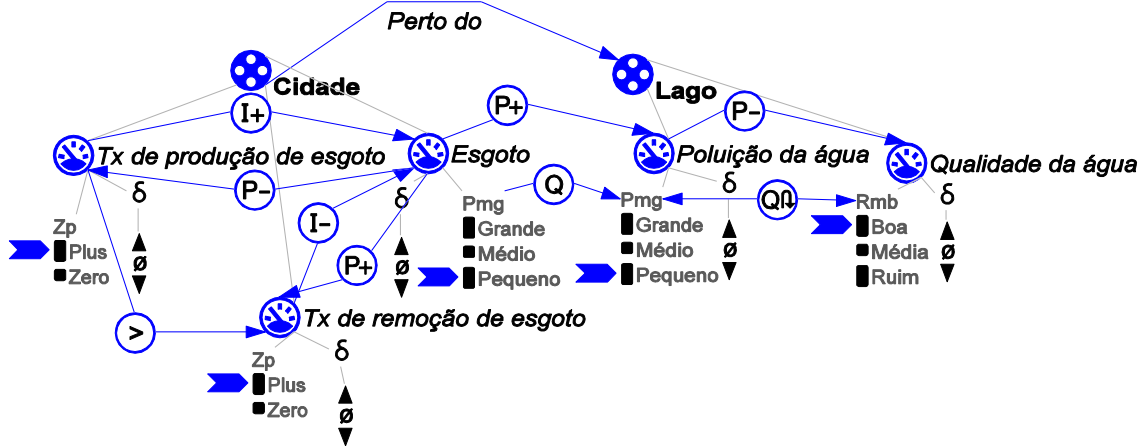 Perto do
Cidade
Lago
I+
P+
P−
Tx de produção de esgoto
Esgoto
Poluição da água
Qualidade da água
P−
δ
Zp
Plus
Zero
ø
I−
P+
δ
ø
Pmg
Grande
Médio
Pequeno
Q
Pmg
Grande
Médio
Pequeno
δ
ø
Q
Rmb
Boa
Média
Ruim
δ
ø
>
Tx de remoção de esgoto
Zp
Plus
Zero
δ
ø